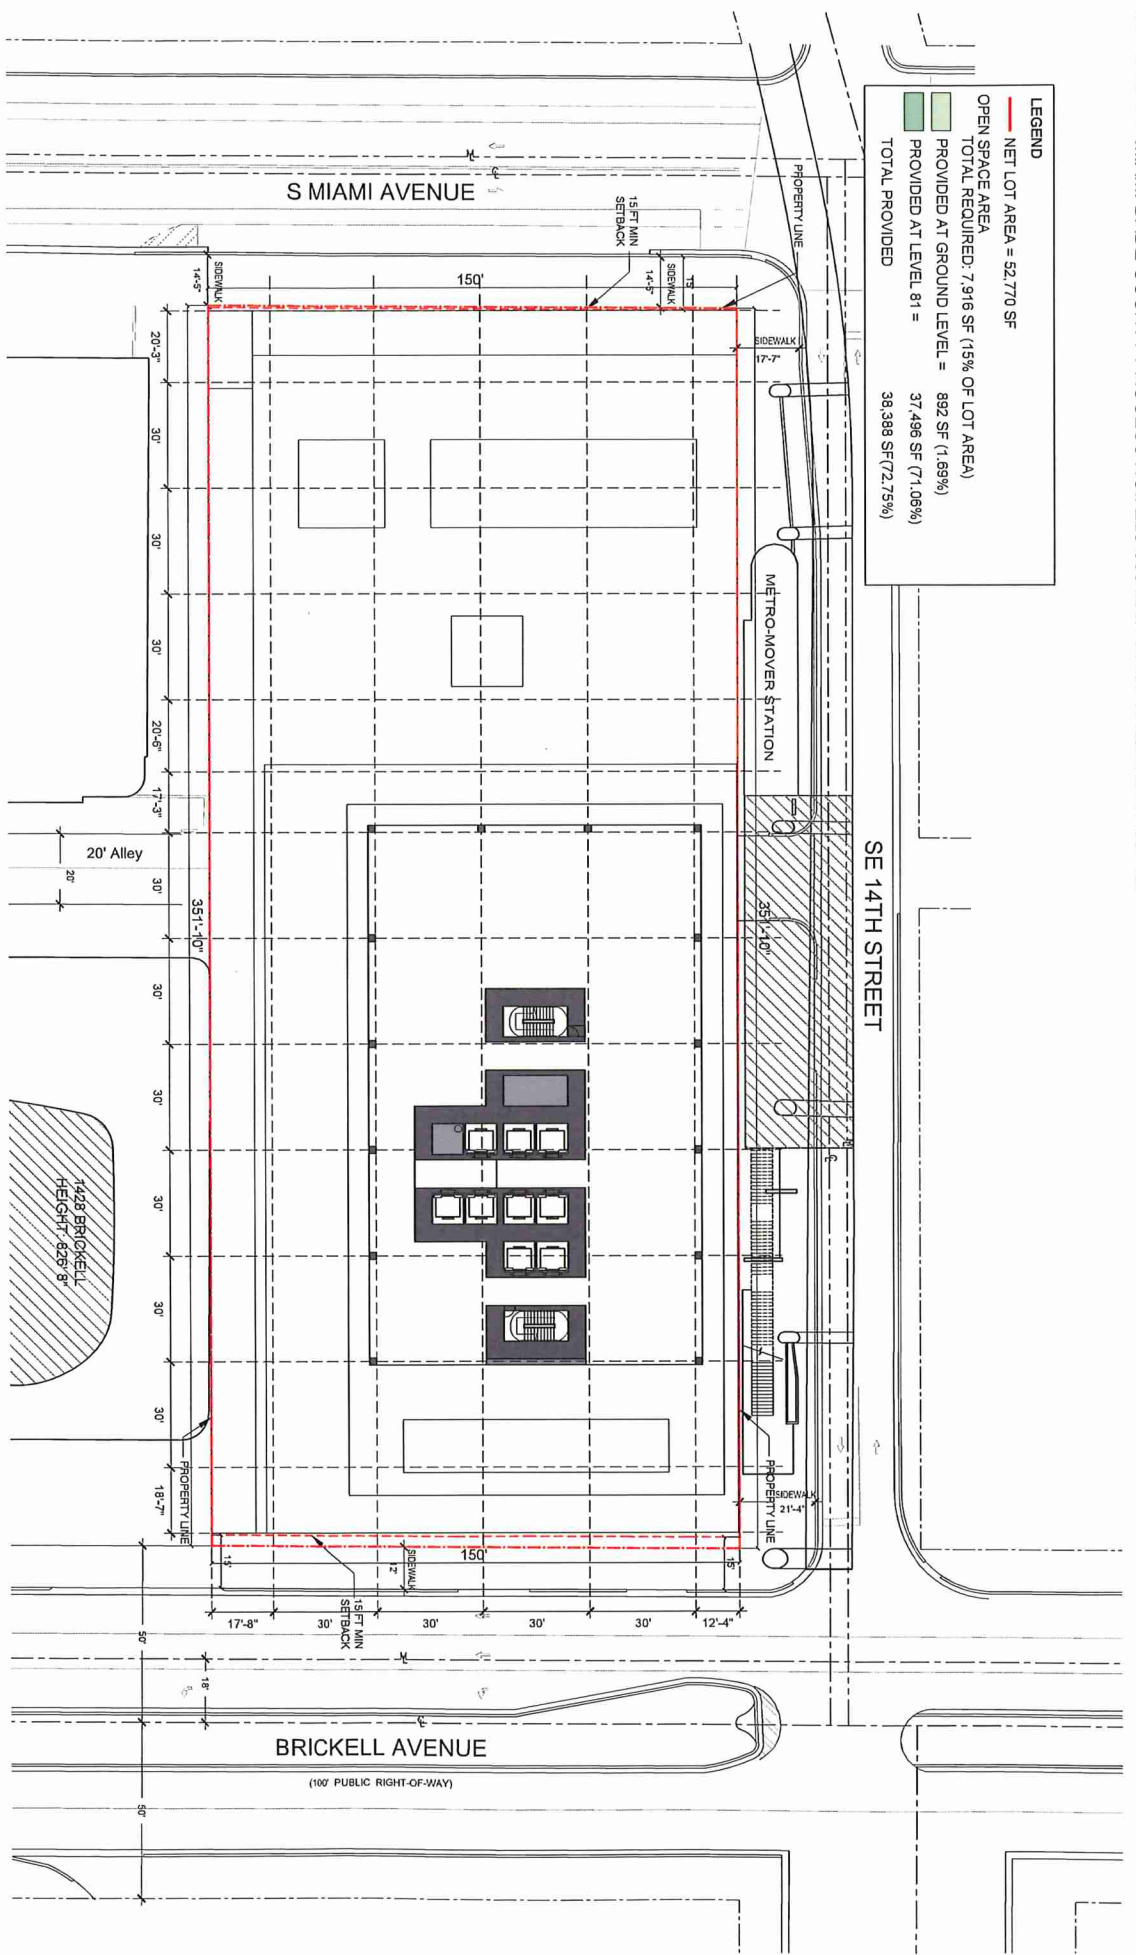 LEGEND
NET LOT AREA = 52,770 SF
OPEN SPACE AREA
TOTAL REQUIRED: 7,916 SF (15% OF LOT AREA)
PROVIDED AT GROUND LEVEL = 892 SF (1.69%)
PROVIDED AT LEVEL 81 = 37,496 SF (71.06%)
TOTAL PROVIDED 38,388 SF(72.75%)
S MIAMI AVENUE
15 FT MIN
SETBACK
PROPERTY LINE
SIDEWALK
14'-5"
150'
SIDEWALK
14'-5"
15'
SIDEWALK
17'-7"
METRO-MOVER STATION
SE 14TH STREET
20'-3"
30'
30'
30'
20'-6"
17'-3"
30'
30'
30'
30'
30'
30'
18'-7"
20' Alley
20'
351'-10"
351'-10"
1428 BRICKELL
HEIGHT: 826'8"
PROPERTY LINE
PROPERTY LINE
SIDEWALK
21'-4"
15'
150'
SIDEWALK
12'
15'
15 FT MIN
SETBACK
17'-8"
30'
30'
30'
30'
12'-4"
50'
18'
50'
BRICKELL AVENUE
(100' PUBLIC RIGHT-OF-WAY)